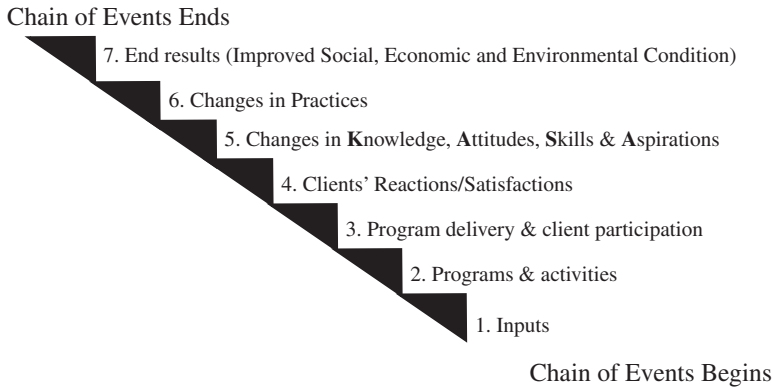 Chain of Events Ends
7. End results (Improved Social, Economic and Environmental Condition)
6. Changes in Practices
5. Changes in Knowledge, Attitudes, Skills & Aspirations
4. Clients' Reactions/Satisfactions
3. Program delivery & client participation
2. Programs & activities
1. Inputs
Chain of Events Begins